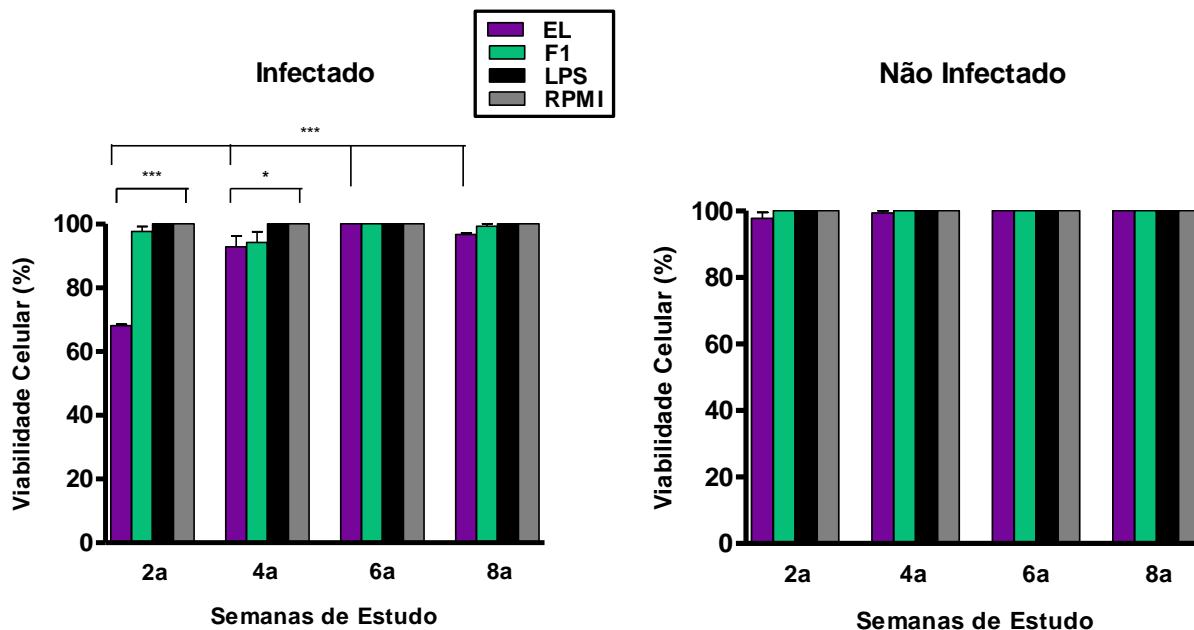 EL
F1
LPS
RPMI
Infectado
Não Infectado
***
***
*
Viabilidade Celular (%)
100
80
60
40
20
0
2a 4a 6a 8a
Semanas de Estudo
Viabilidade Celular (%)
100
80
60
40
20
0
2a 4a 6a 8a
Semanas de Estudo